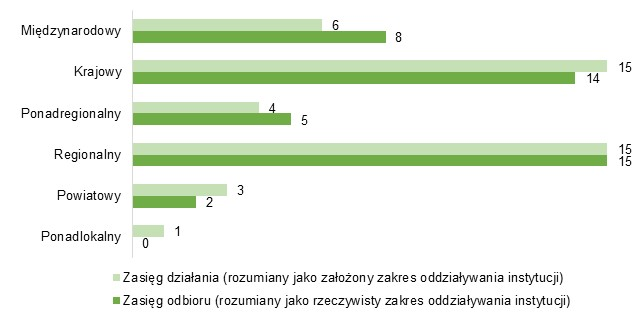 Międzynarodowy
6
8
Krajowy
15
14
Ponadregionalny
4
5
Regionalny
15
15
Powiatowy
3
2
Ponadlokalny
1
0
Zasięg działania (rozumiany jako założony zakres oddziaływania instytucji)
Zasięg odbioru (rozumiany jako rzeczywisty zakres oddziaływania instytucji)